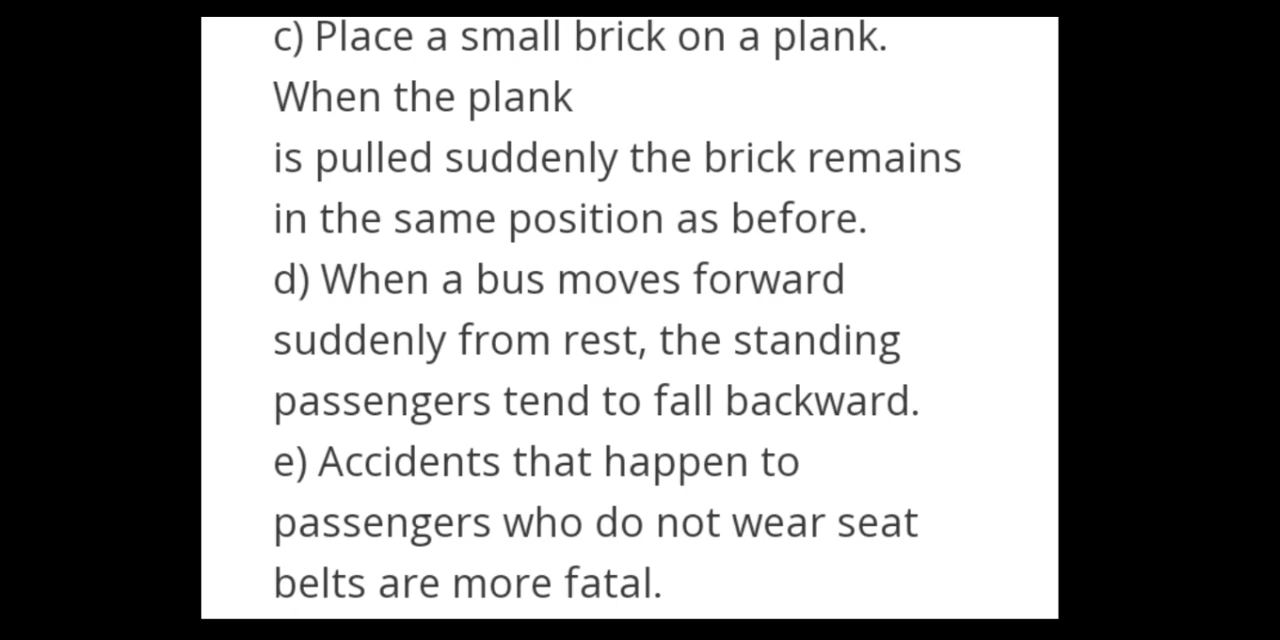 c) Place a small brick on a plank.
When the plank
is pulled suddenly the brick remains
in the same position as before.
d) When a bus moves forward
suddenly from rest, the standing
passengers tend to fall backward.
e) Accidents that happen to
passengers who do not wear seat
belts are more fatal.